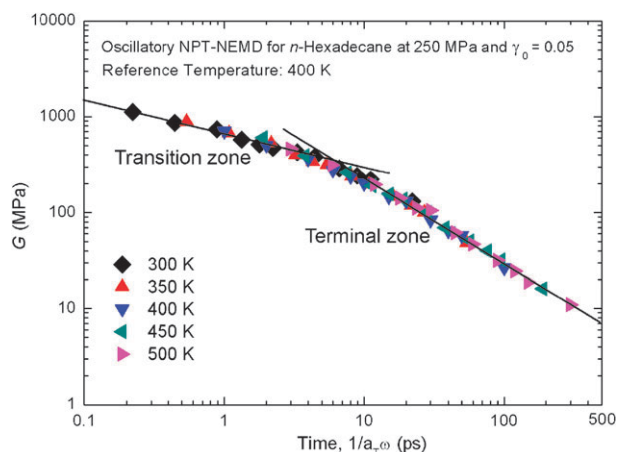 Oscillatory NPT-NEMD for n-Hexadecane at 250 MPa and γ₀ = 0.05
Reference Temperature: 400 K
10000
1000
100
10
1
G (MPa)
Transition zone
Terminal zone
300 K
350 K
400 K
450 K
500 K
0.1
1
10
100
500
Time, 1/aₜω (ps)